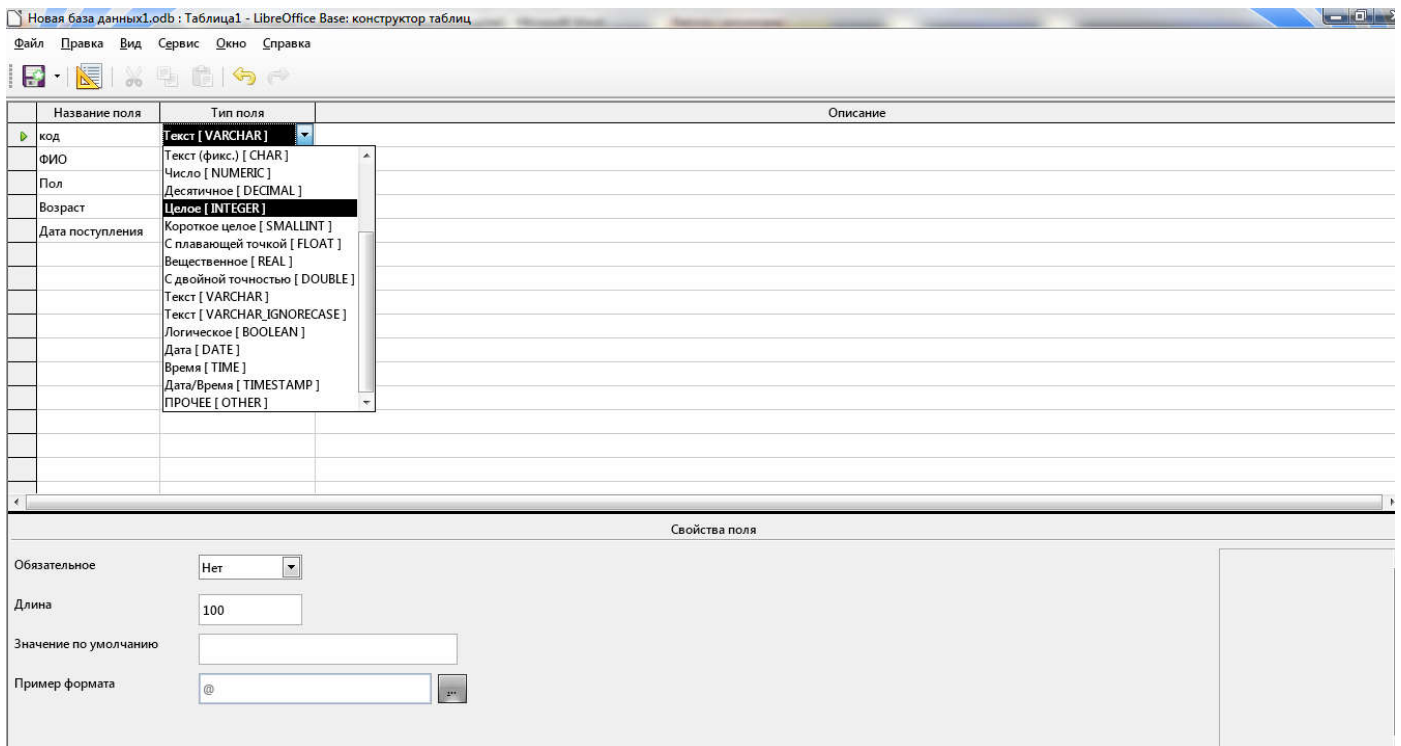 Новая база данных1.odb : Таблица1 - LibreOffice Base: конструктор таблиц
Файл Правка Вид Сервис Окно Справка
Название поля Тип поля Описание
код Текст [ VARCHAR ]
ФИО Текст (фикс.) [ CHAR ]
Число [ NUMERIC ]
Пол Десятичное [ DECIMAL ]
Возраст Целое [ INTEGER ]
Дата поступления Короткое целое [ SMALLINT ]
С плавающей точкой [ FLOAT ]
Вещественное [ REAL ]
С двойной точностью [ DOUBLE ]
Текст [ VARCHAR ]
Текст [ VARCHAR_IGNORECASE ]
Логическое [ BOOLEAN ]
Дата [ DATE ]
Время [ TIME ]
Дата/Время [ TIMESTAMP ]
ПРОЧЕЕ [ OTHER ]
Свойства поля
Обязательное Нет
Длина 100
Значение по умолчанию
Пример формата @ ...